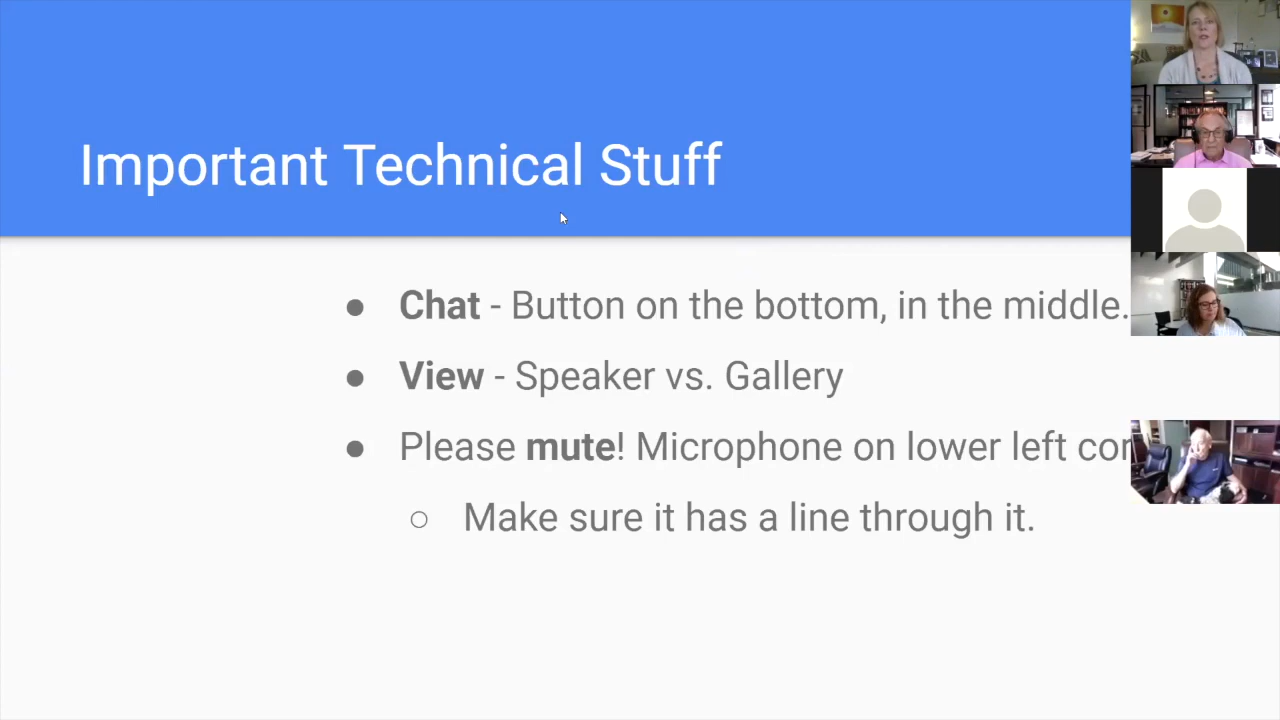 Important Technical Stuff
● Chat - Button on the bottom, in the middle.
● View - Speaker vs. Gallery
● Please mute! Microphone on lower left cor
○ Make sure it has a line through it.